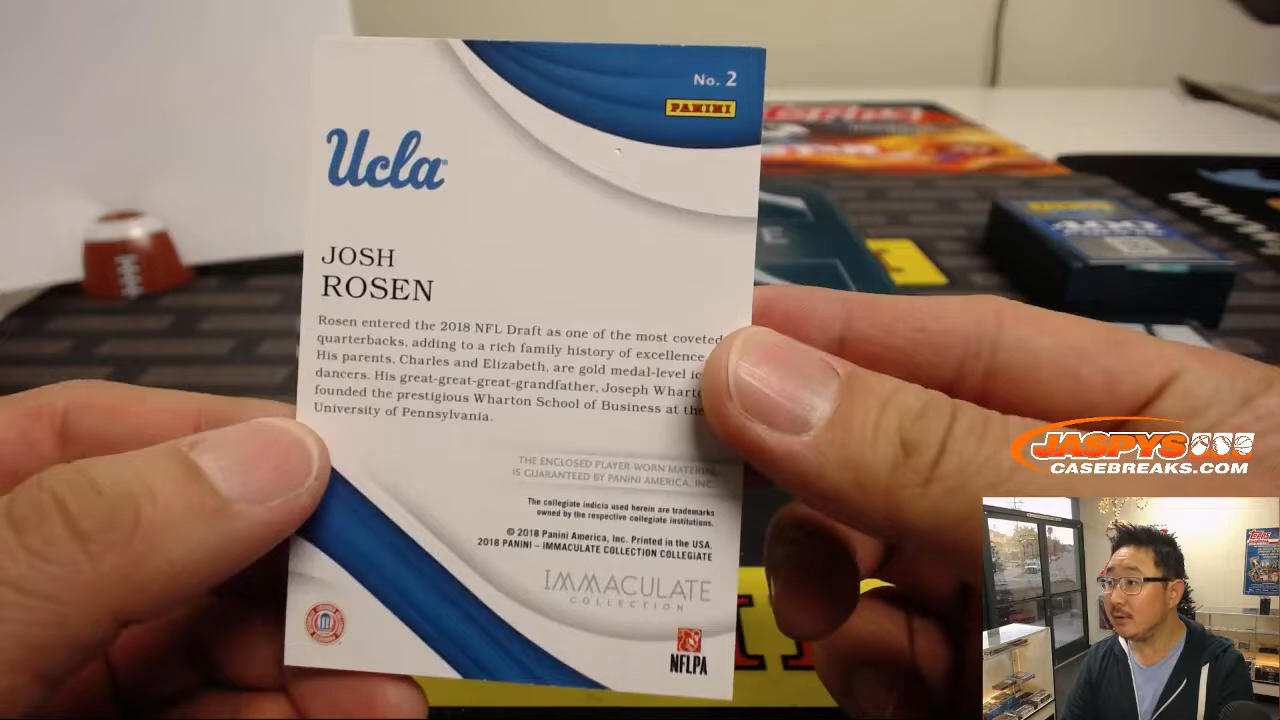 No. 2
PANINI
Ucla
JOSH
ROSEN
Rosen entered the 2018 NFL Draft as one of the most coveted
quarterbacks, adding to a rich family history of excellence
His parents, Charles and Elizabeth, are gold medal-level
dancers. His great-great-great-grandfather, Joseph
founded the prestigious Wharton School of Business at the
University of Pennsylvania.
THE ENCLOSED PLAYER-WORN MATERIAL
IS GUARANTEED BY PANINI AMERICA, INC.
The collegiate indicia used herein are trademarks
owned by the respective collegiate institutions.
© 2018 Panini America, Inc. Printed in the USA.
2018 PANINI – IMMACULATE COLLECTION COLLEGIATE
IMMACULATE
COLLECTION
NFLPA
JASPYS
CASEBREAKS.COM